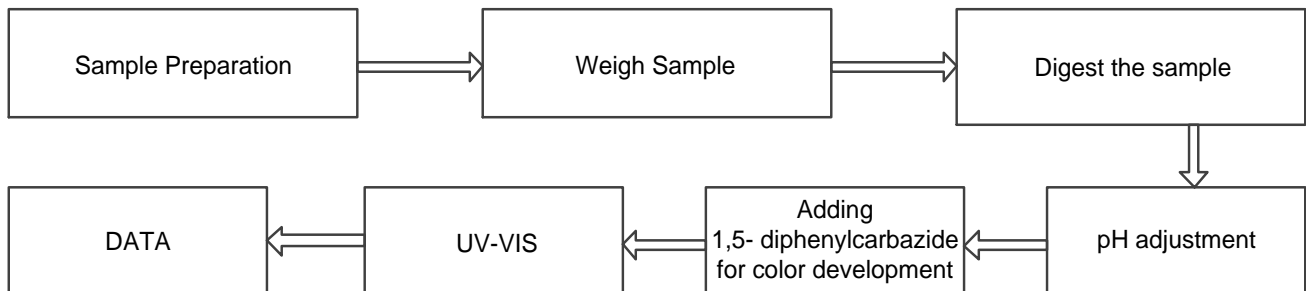 Sample Preparation
Weigh Sample
Digest the sample
pH adjustment
Adding
1,5- diphenylcarbazide
for color development
UV-VIS
DATA